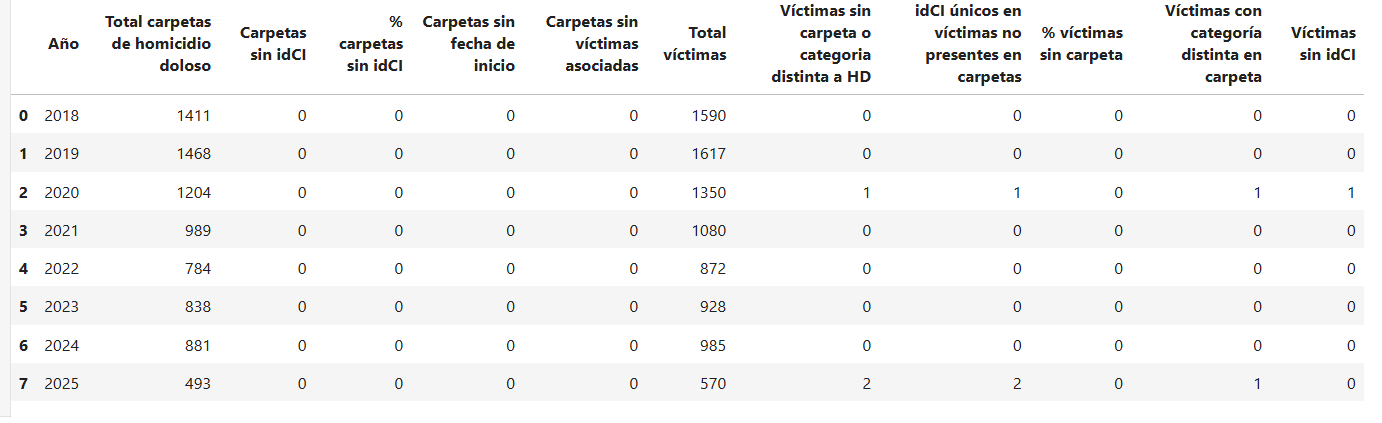 Año Total carpetas de homicidio doloso Carpetas sin idCI % carpetas sin idCI Carpetas sin fecha de inicio Carpetas sin víctimas asociadas Total víctimas Víctimas sin carpeta o categoria distinta a HD idCI únicos en víctimas no presentes en carpetas % víctimas sin carpeta Víctimas con categoría distinta en carpeta Víctimas sin idCI
0 2018 1411 0 0 0 0 1590 0 0 0 0 0
1 2019 1468 0 0 0 0 1617 0 0 0 0 0
2 2020 1204 0 0 0 0 1350 1 1 0 1 1
3 2021 989 0 0 0 0 1080 0 0 0 0 0
4 2022 784 0 0 0 0 872 0 0 0 0 0
5 2023 838 0 0 0 0 928 0 0 0 0 0
6 2024 881 0 0 0 0 985 0 0 0 0 0
7 2025 493 0 0 0 0 570 2 2 0 1 0